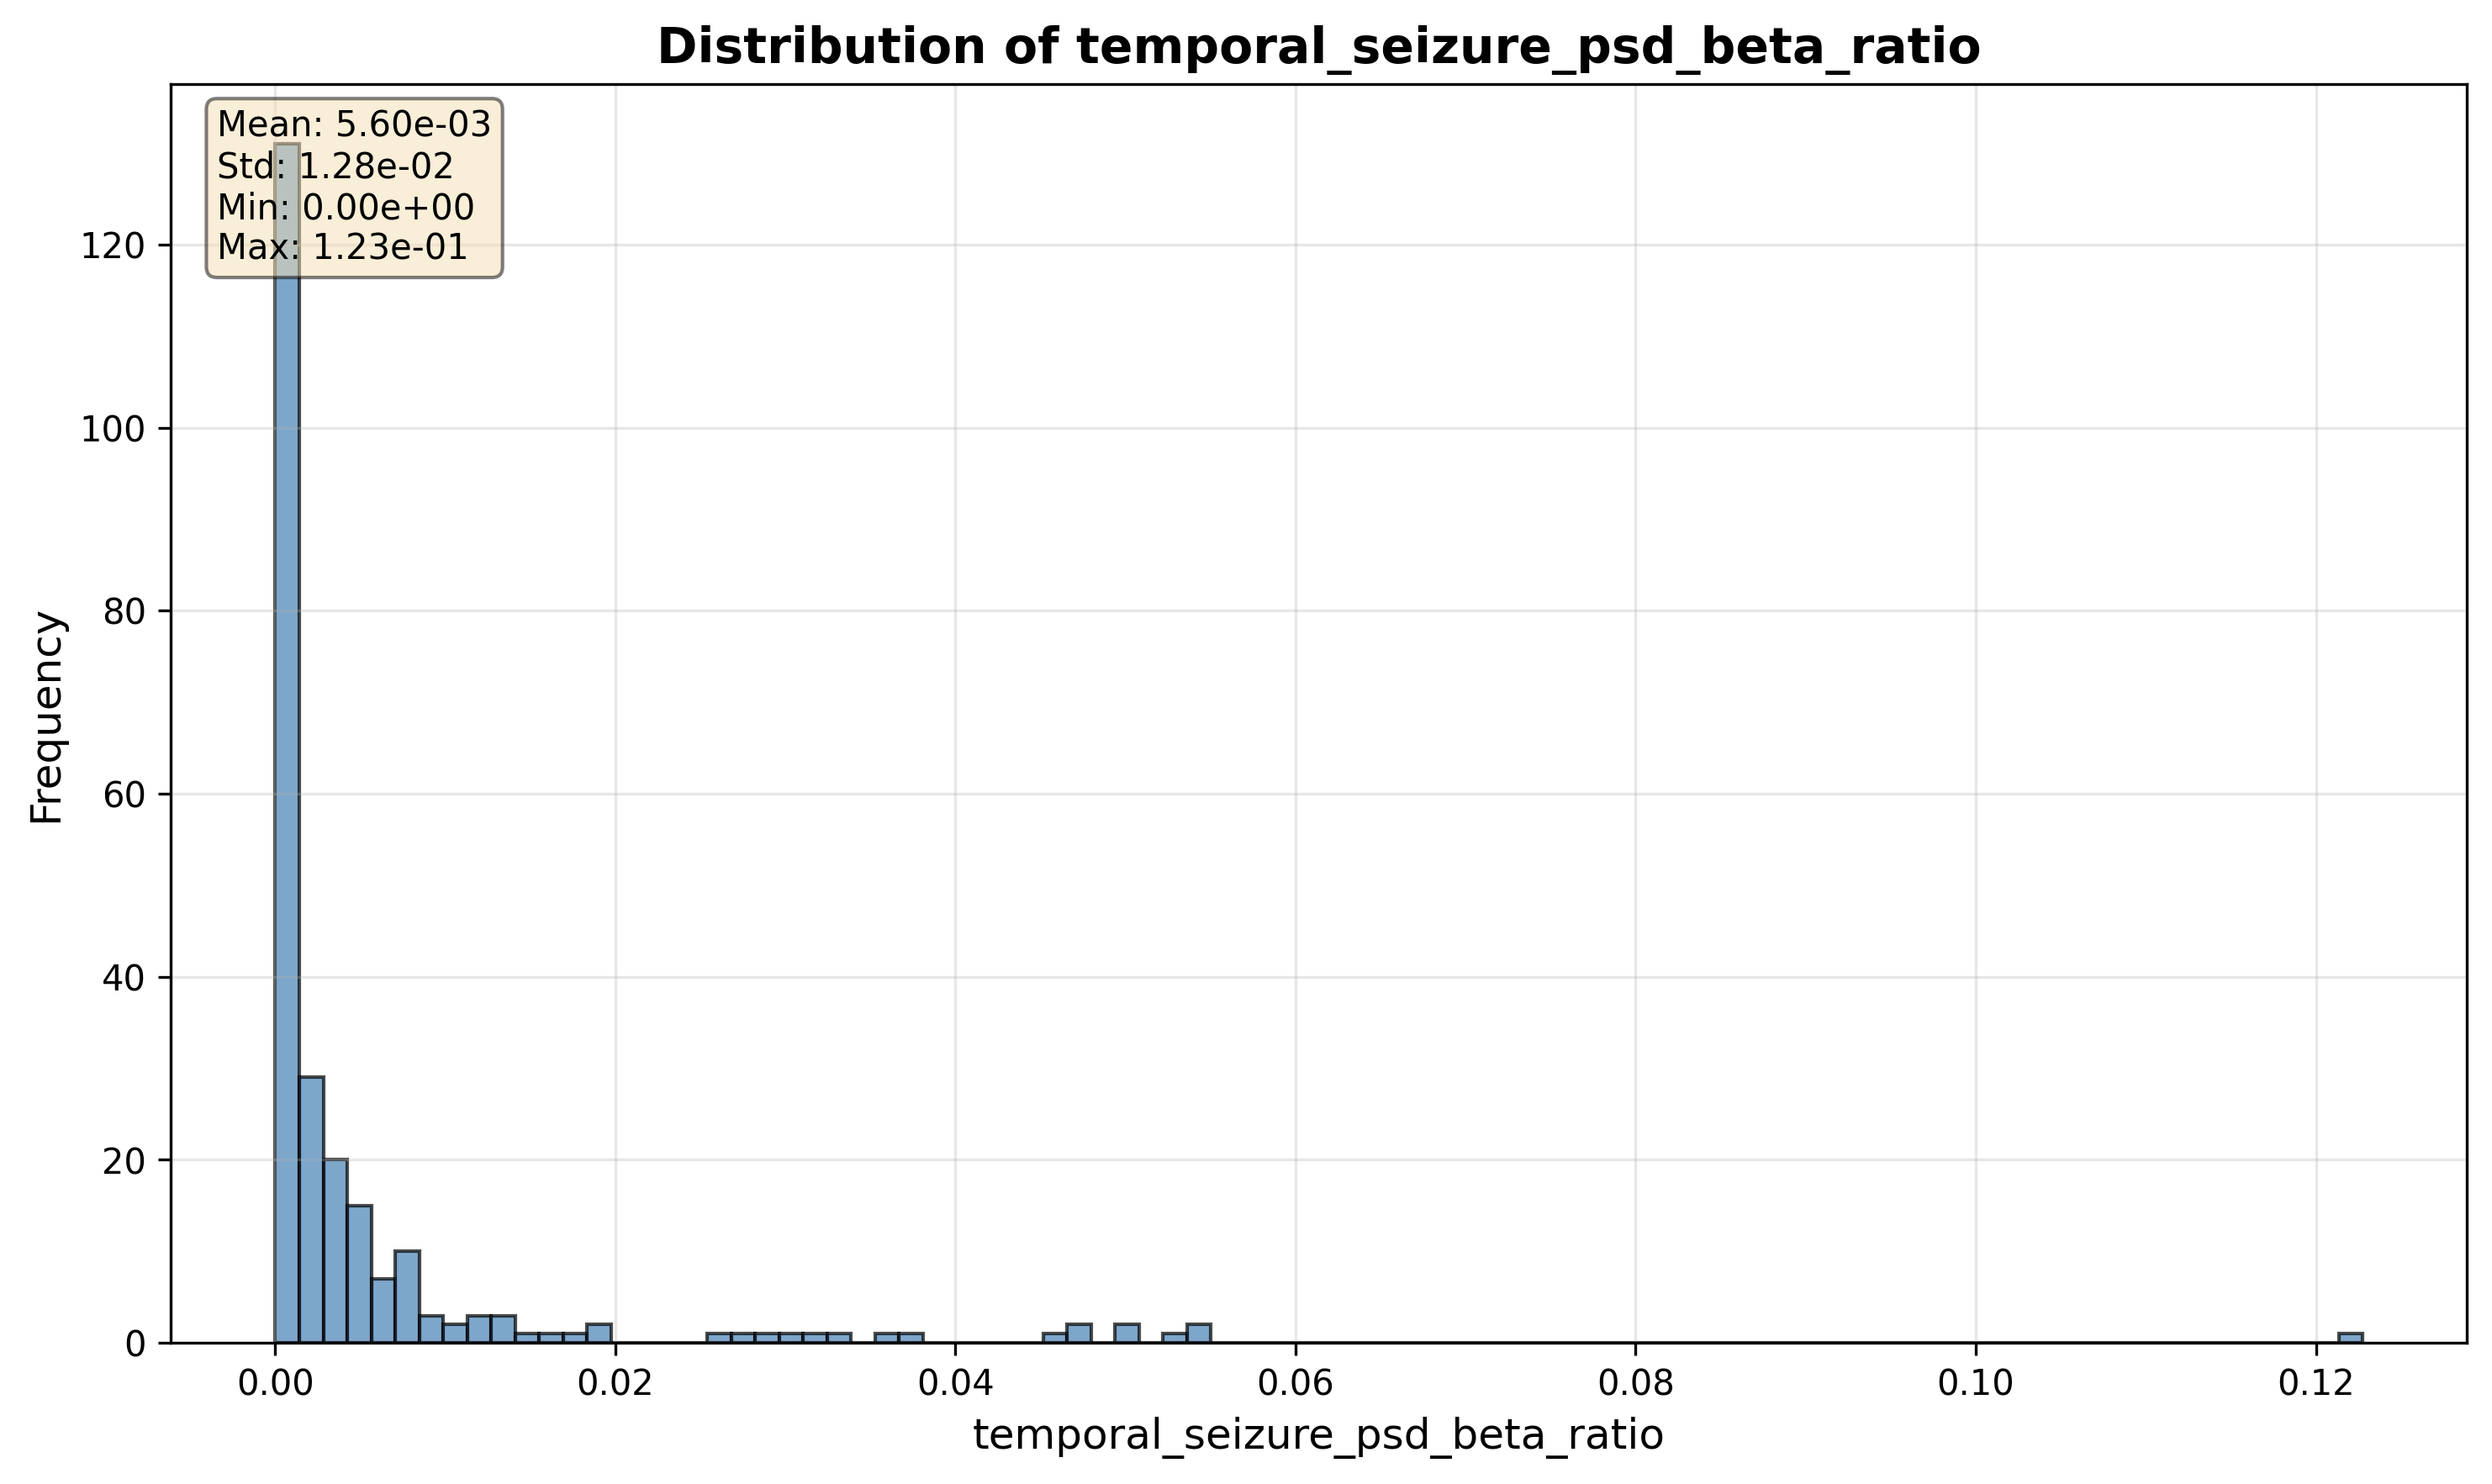 Distribution of temporal_seizure_psd_beta_ratio
Mean: 5.60e-03
Std: 1.28e-02
Min: 0.00e+00
Max: 1.23e-01
120
100
80
60
40
20
0
Frequency
0.00 0.02 0.04 0.06 0.08 0.10 0.12
temporal_seizure_psd_beta_ratio